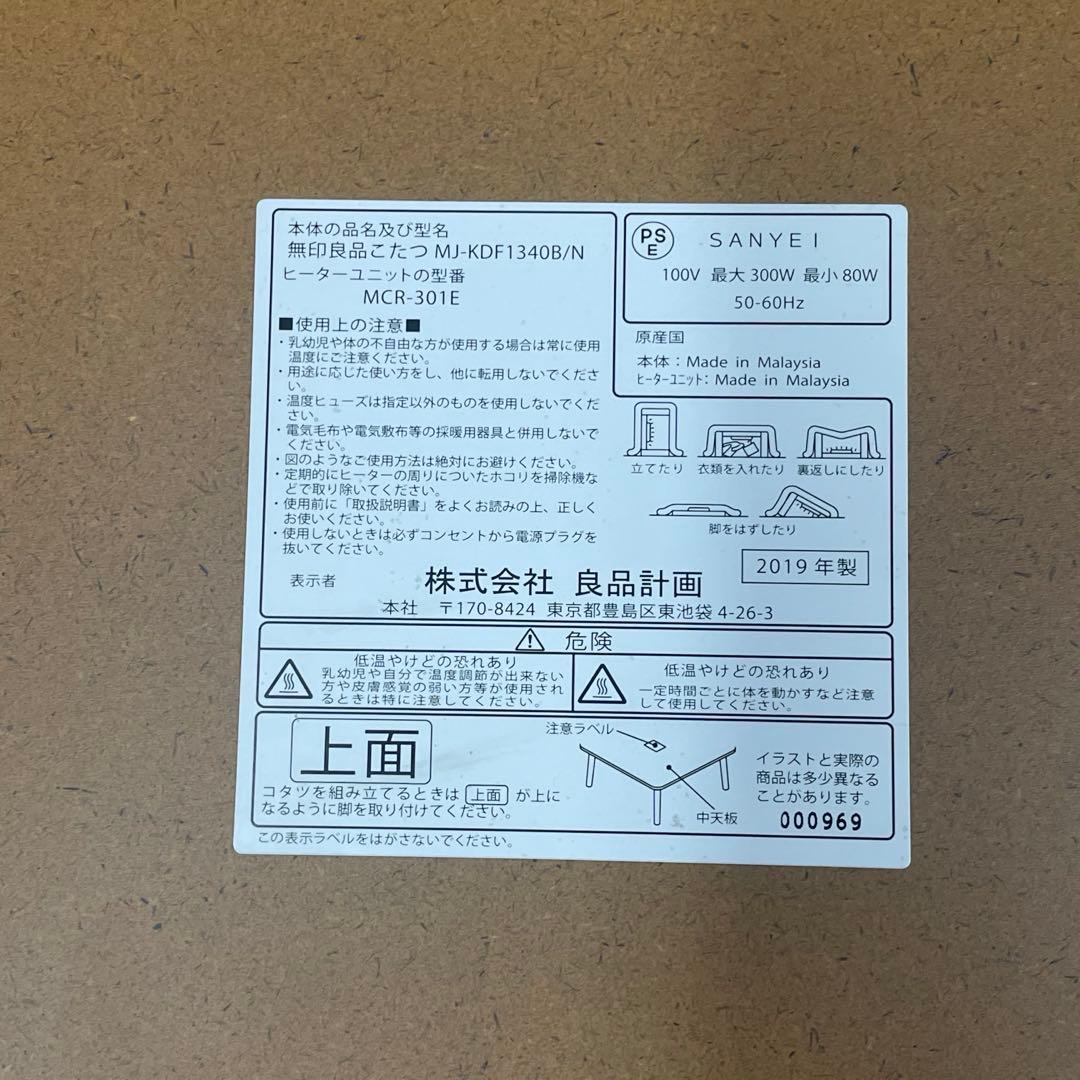 本体の品名及び型名
無印良品こたつ MJ-KDF1340B/N
ヒーターユニットの型番
MCR-301E
■使用上の注意■
・乳幼児や体の不自由な方が使用する場合は常に使用
温度にご注意ください。
・用途に応じた使い方をし、他に転用しないでくださ
い。
・温度ヒューズは指定以外のものを使用しないでくだ
さい。
・電気毛布や電気敷布等の採暖用器具と併用しないで
ください。
・図のようなご使用方法は絶対にお避けください。
・定期的にヒーターの周りについたホコリを掃除機な
どで取り除いてください。
・使用前に「取扱説明書」をよくお読みの上、正しく
お使いください。
・使用しないときは必ずコンセントから電源プラグを
抜いてください。
PS
E
SANYEI
100V 最大 300W 最小 80W
50-60Hz
原産国
本体：Made in Malaysia
ﾋｰﾀｰﾕﾆｯﾄ：Made in Malaysia
立てたり 衣類を入れたり 裏返しにしたり
脚をはずしたり
2019 年製
表示者 株式会社 良品計画
本社 〒170-8424 東京都豊島区東池袋 4-26-3
危険
低温やけどの恐れあり
乳幼児や自分で温度調節が出来ない
方や皮膚感覚の弱い方等が使用され
るときは特に注意してください。
低温やけどの恐れあり
一定時間ごとに体を動かすなど注意
して使用してください。
上面
コタツを組み立てるときは 上面 が上に
なるように脚を取り付けてください。
注意ラベル
中天板
イラストと実際の
商品は多少異なる
ことがあります。
000969
この表示ラベルをはがさないでください。